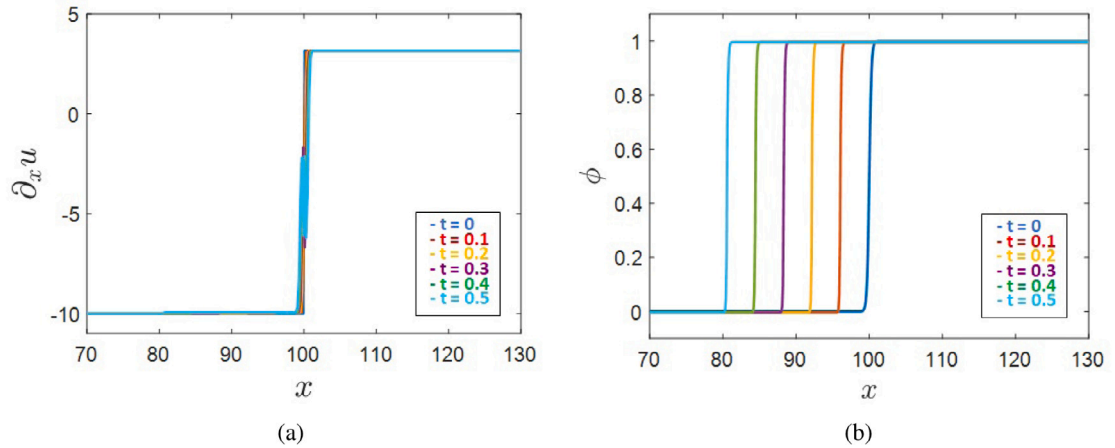 5
0
-5
-10
∂ₓu
70 80 90 100 110 120 130
x
- t = 0
- t = 0.1
- t = 0.2
- t = 0.3
- t = 0.4
- t = 0.5
(a)
1
0.8
0.6
0.4
0.2
0
ϕ
70 80 90 100 110 120 130
x
- t = 0
- t = 0.1
- t = 0.2
- t = 0.3
- t = 0.4
- t = 0.5
(b)